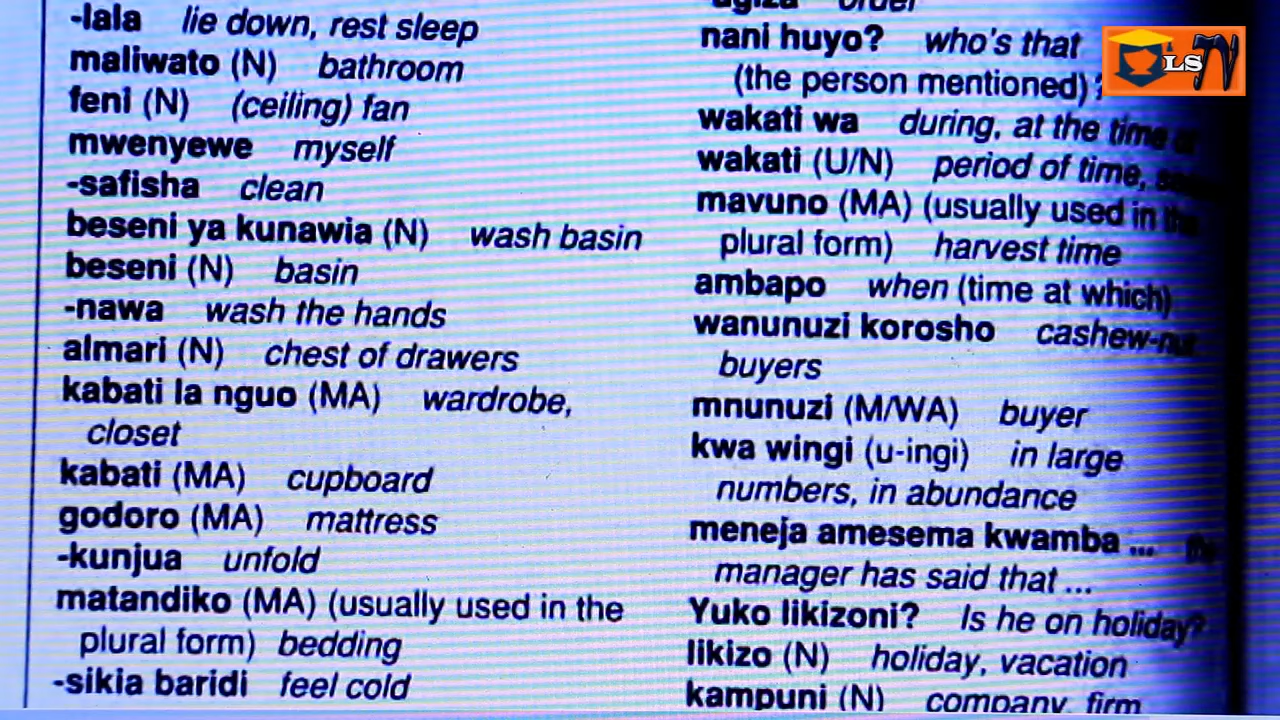 -lala lie down, rest sleep
maliwato (N) bathroom
feni (N) (ceiling) fan
mwenyewe myself
-safisha clean
beseni ya kunawia (N) wash basin
beseni (N) basin
-nawa wash the hands
almari (N) chest of drawers
kabati la nguo (MA) wardrobe,
closet
kabati (MA) cupboard
godoro (MA) mattress
-kunjua unfold
matandiko (MA) (usually used in the
plural form) bedding
-sikia baridi feel cold
nani huyo? who's that
(the person mentioned) ?
wakati wa during, at the time
wakati (U/N) period of time,
mavuno (MA) (usually used in the
plural form) harvest time
ambapo when (time at which)
wanunuzi korosho cashew-nut
buyers
mnunuzi (M/WA) buyer
kwa wingi (u-ingi) in large
numbers, in abundance
meneja amesema kwamba ...
manager has said that ...
Yuko likizoni? Is he on holiday?
likizo (N) holiday, vacation
kampuni (N) company, firm
LSN